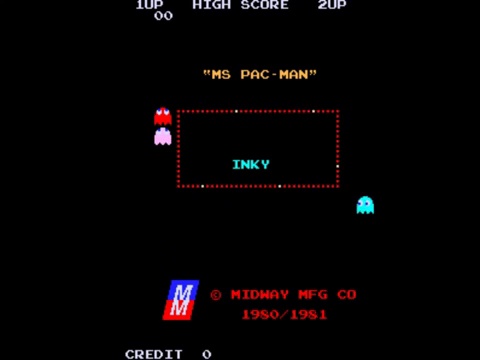 1UP HIGH SCORE 2UP
00
"MS PAC-MAN"
INKY
MM
© MIDWAY MFG CO
1980/1981
CREDIT 0